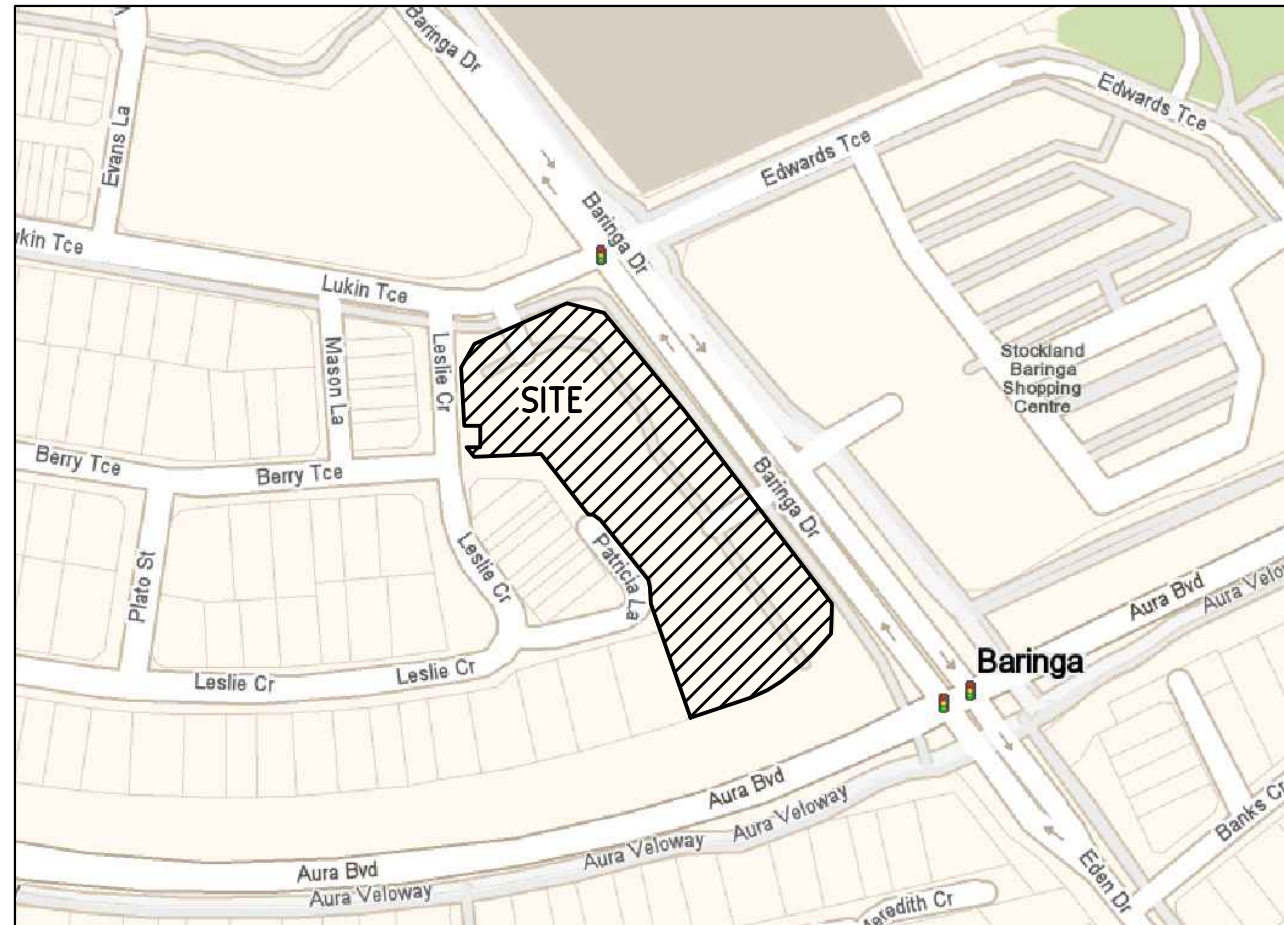 Baringa Dr
Edwards Tce
Evans La
Edwards Tce
Baringa Dr
kin Tce
Lukin Tce
Leslie Cr
Mason La
SITE
Stockland
Baringa
Shopping
Centre
Berry Tce
Berry Tce
Baringa Dr
Plato St
Leslie Cr
Patricia La
Aura Bvd
Aura Velo
Baringa
Leslie Cr
Leslie Cr
Aura Bvd
Aura Veloway
Aura Veloway
Banks Cr
Aura Bvd
Aura Veloway
Eden Dr
eredith Cr